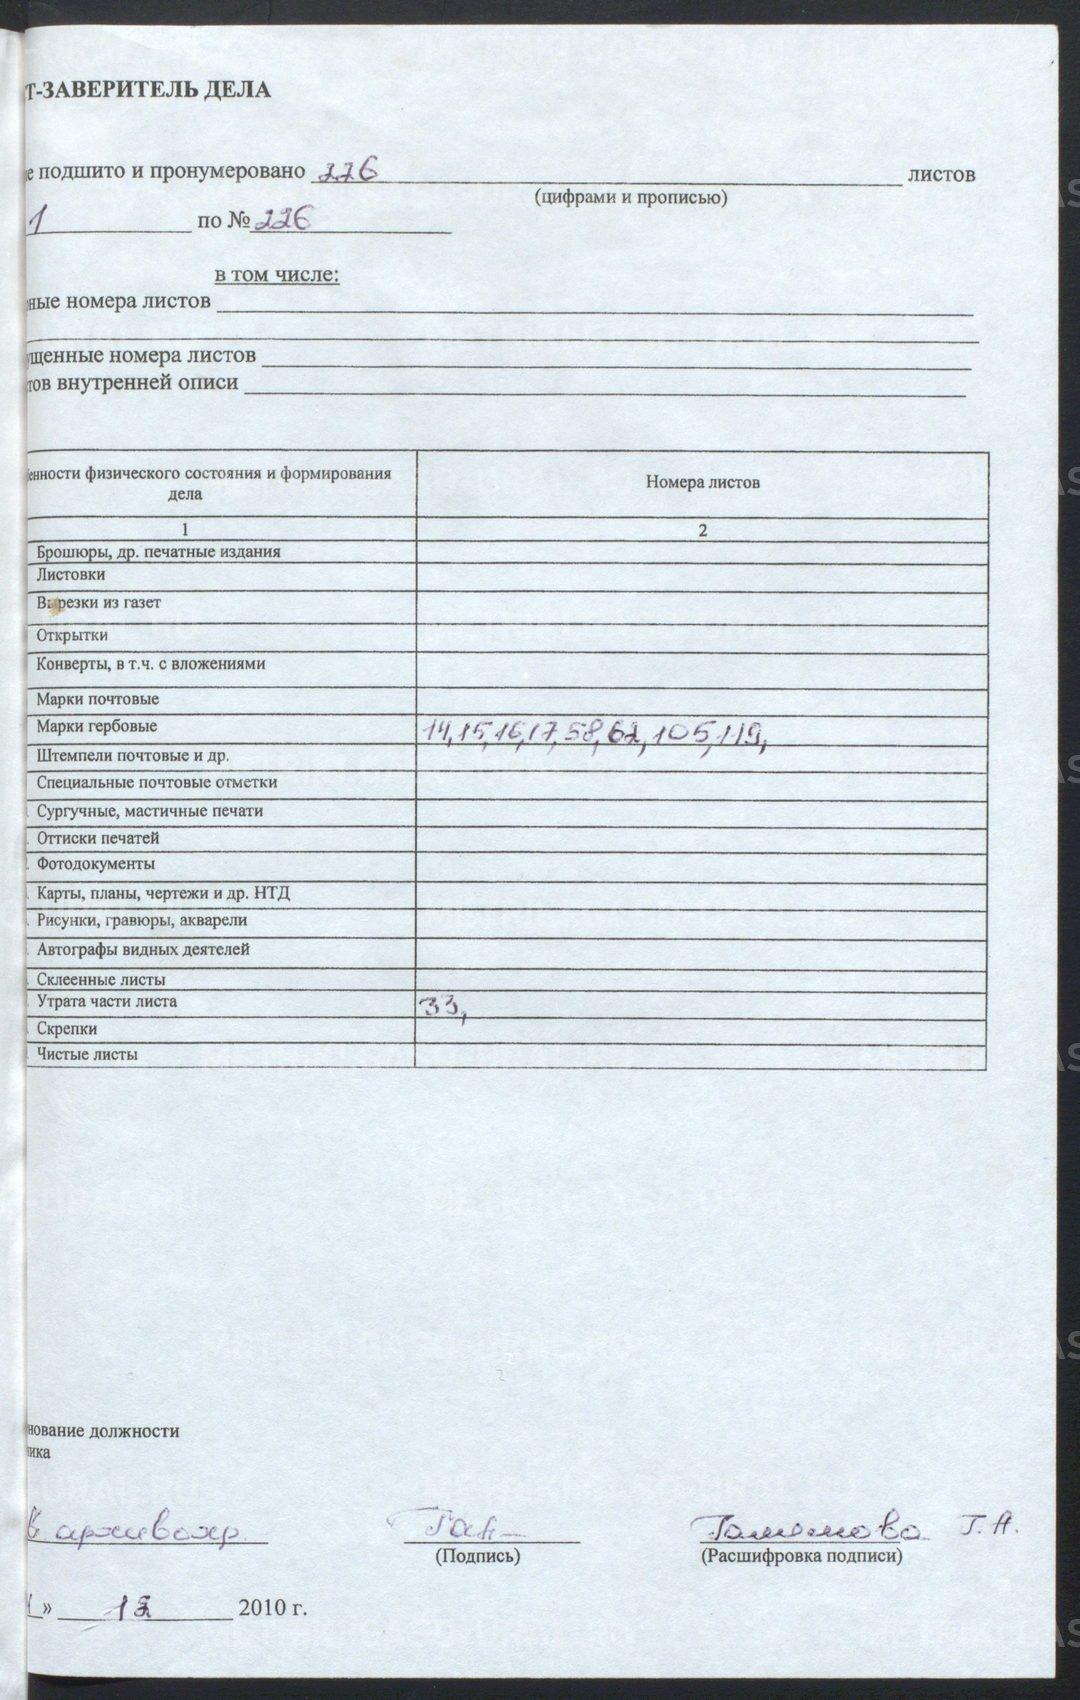 Т-ЗАВЕРИТЕЛЬ ДЕЛА
е подшито и пронумеровано 226 листов
(цифрами и прописью)
1 по № 226
в том числе:
ные номера листов
ущенные номера листов
тов внутренней описи
енности физического состояния и формирования дела Номера листов
1 2
Брошюры, др. печатные издания
Листовки
Вырезки из газет
Открытки
Конверты, в т.ч. с вложениями
Марки почтовые
Марки гербовые 14,15,16,17,58,62,105,119,
Штемпели почтовые и др.
Специальные почтовые отметки
Сургучные, мастичные печати
Оттиски печатей
Фотодокументы
Карты, планы, чертежи и др. НТД
Рисунки, гравюры, акварели
Автографы видных деятелей
Склеенные листы
Утрата части листа 33,
Скрепки
Чистые листы
нование должности
ика
архивохр.
(Подпись) (Расшифровка подписи)
» 12 2010 г.